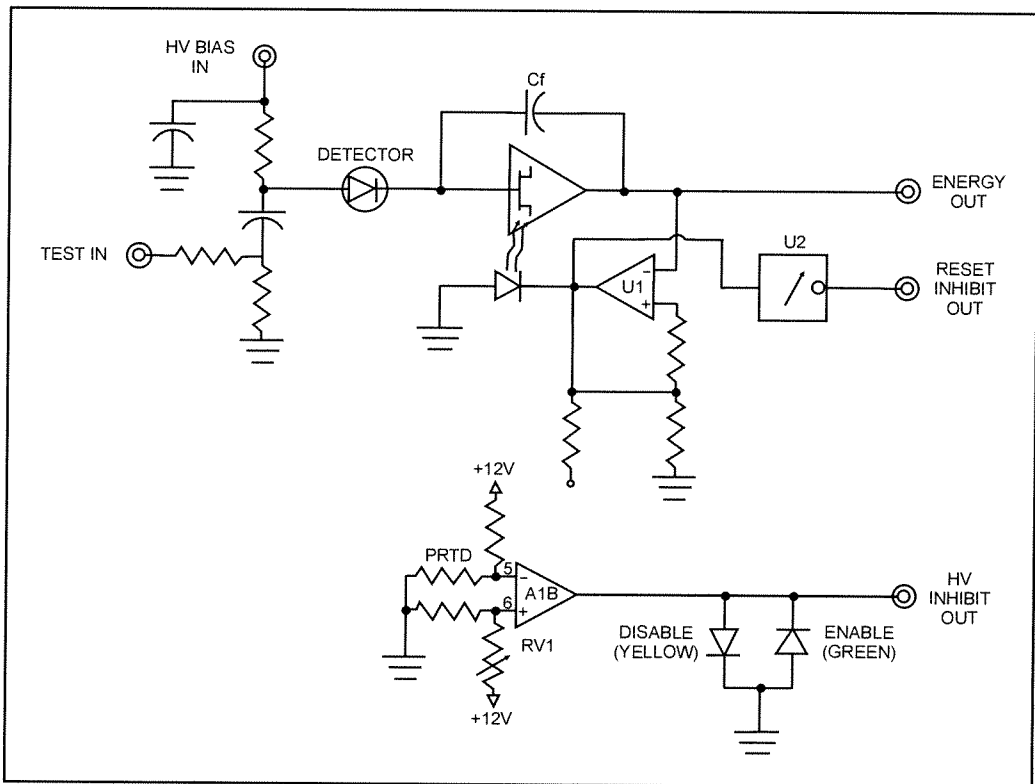 HV BIAS
IN
Cf
DETECTOR
ENERGY
OUT
TEST IN
U2
-
U1
+
RESET
INHIBIT
OUT
+12V
PRTD
5
-
A1B
6
+
RV1
+12V
DISABLE
(YELLOW)
ENABLE
(GREEN)
HV
INHIBIT
OUT